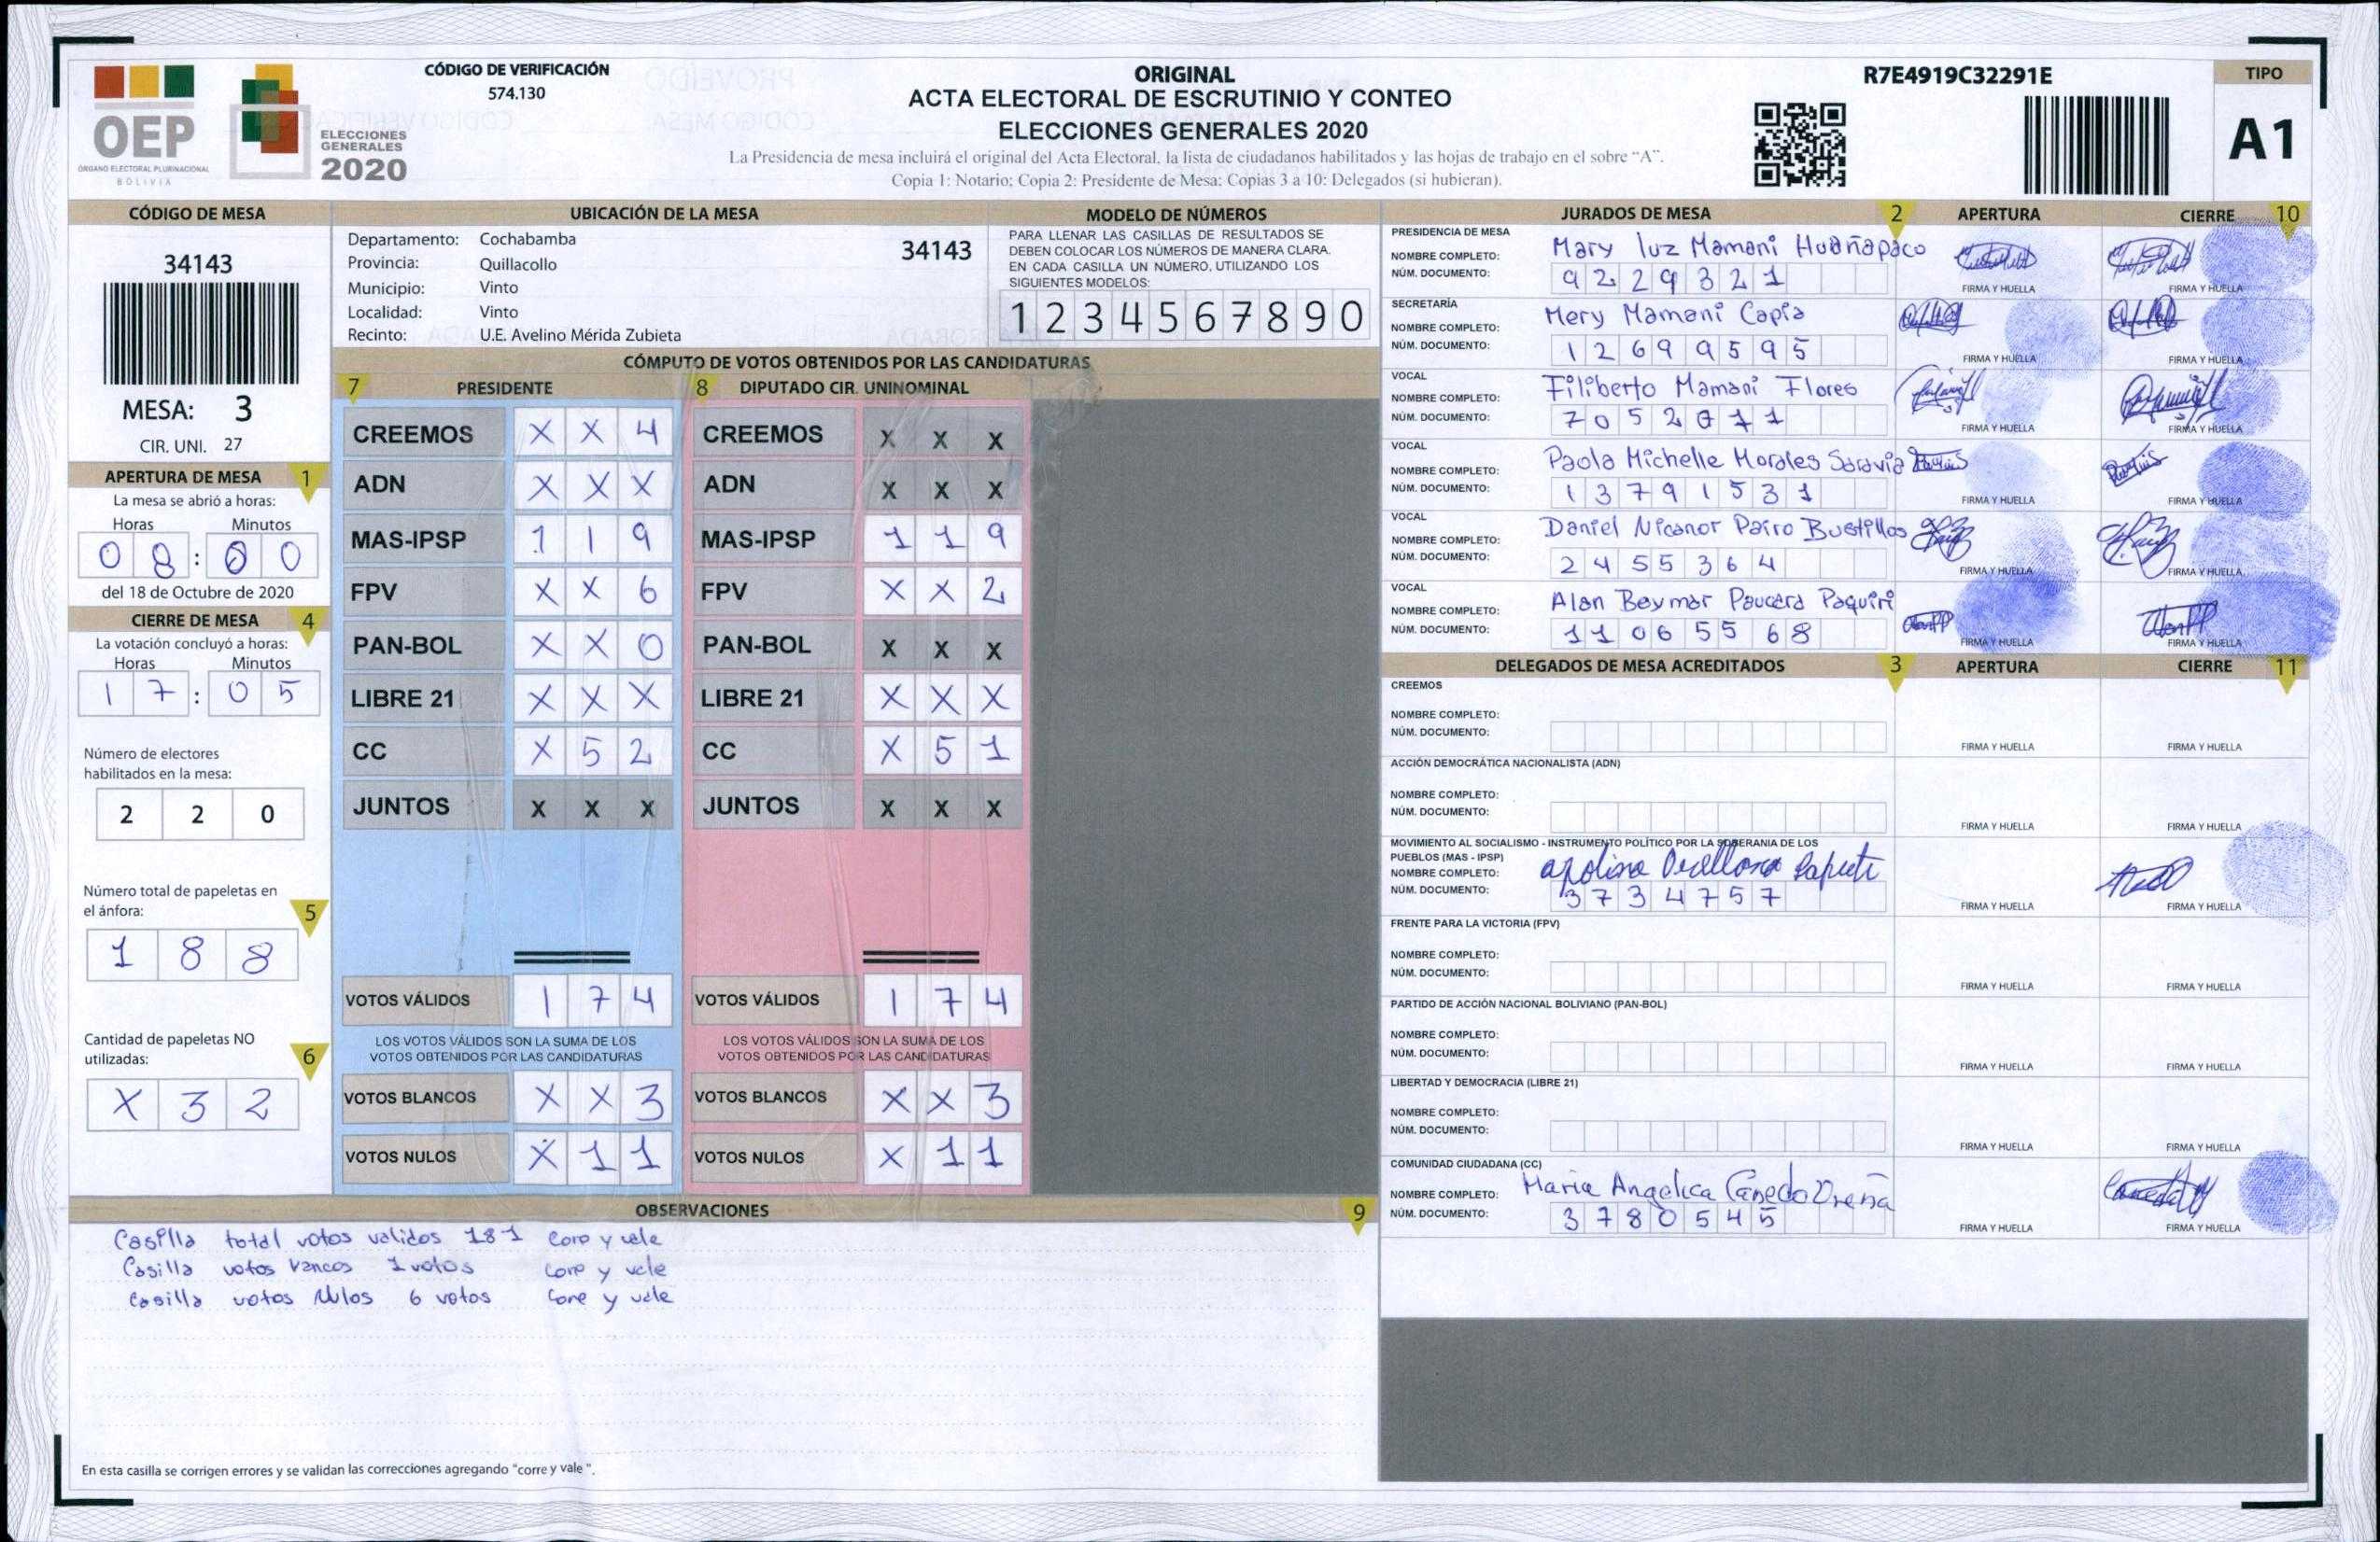 OEP
ÓRGANO ELECTORAL PLURINACIONAL
BOLIVIA
ELECCIONES
GENERALES
2020
CÓDIGO DE VERIFICACIÓN
574.130
ORIGINAL
ACTA ELECTORAL DE ESCRUTINIO Y CONTEO
ELECCIONES GENERALES 2020
La Presidencia de mesa incluirá el original del Acta Electoral, la lista de ciudadanos habilitados y las hojas de trabajo en el sobre “A”.
Copia 1: Notario; Copia 2: Presidente de Mesa; Copias 3 a 10: Delegados (si hubieran).
R7E4919C32291E
TIPO
A1
CÓDIGO DE MESA
34143
MESA: 3
CIR. UNI. 27
APERTURA DE MESA 1
La mesa se abrió a horas:
Horas Minutos
08:00
del 18 de Octubre de 2020
CIERRE DE MESA 4
La votación concluyó a horas:
Horas Minutos
17:05
Número de electores
habilitados en la mesa:
2 2 0
Número total de papeletas en
el ánfora: 5
1 8 8
Cantidad de papeletas NO
utilizadas: 6
X 3 2
UBICACIÓN DE LA MESA
Departamento: Cochabamba
34143
Provincia: Quillacollo
Municipio: Vinto
Localidad: Vinto
Recinto: U.E. Avelino Mérida Zubieta
MODELO DE NÚMEROS
PARA LLENAR LAS CASILLAS DE RESULTADOS SE
DEBEN COLOCAR LOS NÚMEROS DE MANERA CLARA.
EN CADA CASILLA UN NÚMERO, UTILIZANDO LOS
SIGUIENTES MODELOS:
1 2 3 4 5 6 7 8 9 0
CÓMPUTO DE VOTOS OBTENIDOS POR LAS CANDIDATURAS
7 PRESIDENTE
CREEMOS X X 4
ADN X X X
MAS-IPSP 1 1 9
FPV X X 6
PAN-BOL X X 0
LIBRE 21 X X X
CC X 5 2
JUNTOS X X X
VOTOS VÁLIDOS 1 7 4
LOS VOTOS VÁLIDOS SON LA SUMA DE LOS
VOTOS OBTENIDOS POR LAS CANDIDATURAS
VOTOS BLANCOS X X 3
VOTOS NULOS X 1 1
8 DIPUTADO CIR. UNINOMINAL
CREEMOS X X X
ADN X X X
MAS-IPSP 1 1 9
FPV X X 2
PAN-BOL X X X
LIBRE 21 X X X
CC X 5 1
JUNTOS X X X
VOTOS VÁLIDOS 1 7 4
LOS VOTOS VÁLIDOS SON LA SUMA DE LOS
VOTOS OBTENIDOS POR LAS CANDIDATURAS
VOTOS BLANCOS X X 3
VOTOS NULOS X 1 1
OBSERVACIONES 9
Casilla total votos validos 181 Core y vale
Casilla votos vancos 1 votos core y vale
Casilla votos Nulos 6 votos Core y vale
En esta casilla se corrigen errores y se validan las correcciones agregando "corre y vale ".
JURADOS DE MESA 2 APERTURA CIERRE 10
PRESIDENCIA DE MESA
NOMBRE COMPLETO: Mary luz Mamani Huañapaco
NÚM. DOCUMENTO: 9229321
FIRMA Y HUELLA FIRMA Y HUELLA
SECRETARÍA
NOMBRE COMPLETO: Mery Mamani Capia
NÚM. DOCUMENTO: 12699595
FIRMA Y HUELLA FIRMA Y HUELLA
VOCAL
NOMBRE COMPLETO: Filiberto Mamani Flores
NÚM. DOCUMENTO:
FIRMA Y HUELLA FIRMA Y HUELLA
VOCAL
NOMBRE COMPLETO: Paola Michelle Morales Saravia
NÚM. DOCUMENTO: 13791531
FIRMA Y HUELLA FIRMA Y HUELLA
VOCAL
NOMBRE COMPLETO: Daniel Nicanor Pairo Bustillos
NÚM. DOCUMENTO: 2455364
FIRMA Y HUELLA FIRMA Y HUELLA
VOCAL
NOMBRE COMPLETO: Alan Beymar Paucara Paquiri
NÚM. DOCUMENTO: 11065568
FIRMA Y HUELLA FIRMA Y HUELLA
DELEGADOS DE MESA ACREDITADOS 3 APERTURA CIERRE 11
CREEMOS
NOMBRE COMPLETO:
NÚM. DOCUMENTO:
FIRMA Y HUELLA FIRMA Y HUELLA
ACCIÓN DEMOCRÁTICA NACIONALISTA (ADN)
NOMBRE COMPLETO:
NÚM. DOCUMENTO:
FIRMA Y HUELLA FIRMA Y HUELLA
MOVIMIENTO AL SOCIALISMO - INSTRUMENTO POLÍTICO POR LA SOBERANIA DE LOS
PUEBLOS (MAS - IPSP)
NOMBRE COMPLETO: Orellana
NÚM. DOCUMENTO: 3734757
FIRMA Y HUELLA FIRMA Y HUELLA
FRENTE PARA LA VICTORIA (FPV)
NOMBRE COMPLETO:
NÚM. DOCUMENTO:
FIRMA Y HUELLA FIRMA Y HUELLA
PARTIDO DE ACCIÓN NACIONAL BOLIVIANO (PAN-BOL)
NOMBRE COMPLETO:
NÚM. DOCUMENTO:
FIRMA Y HUELLA FIRMA Y HUELLA
LIBERTAD Y DEMOCRACIA (LIBRE 21)
NOMBRE COMPLETO:
NÚM. DOCUMENTO:
FIRMA Y HUELLA FIRMA Y HUELLA
COMUNIDAD CIUDADANA (CC)
NOMBRE COMPLETO: Maria Angelica
NÚM. DOCUMENTO: 3780545
FIRMA Y HUELLA FIRMA Y HUELLA